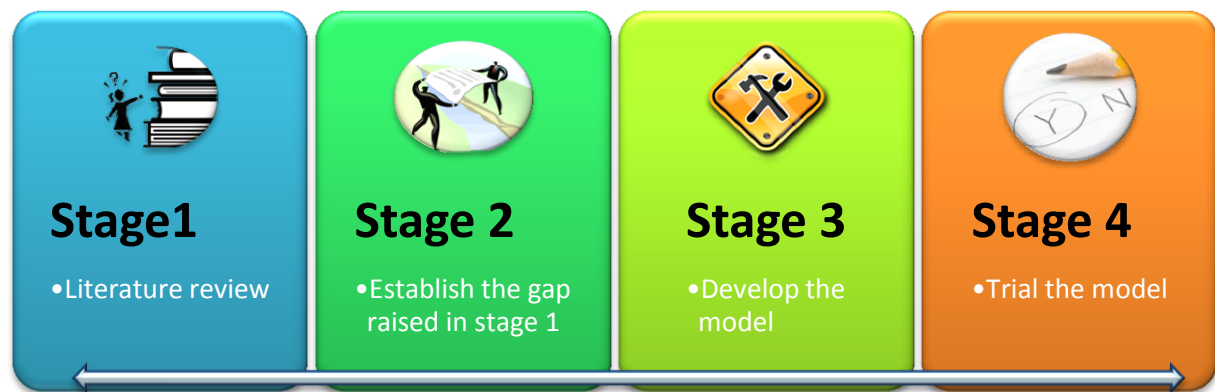 Y N
Stage1
•Literature review
Stage 2
•Establish the gap
raised in stage 1
Stage 3
•Develop the
model
Stage 4
•Trial the model